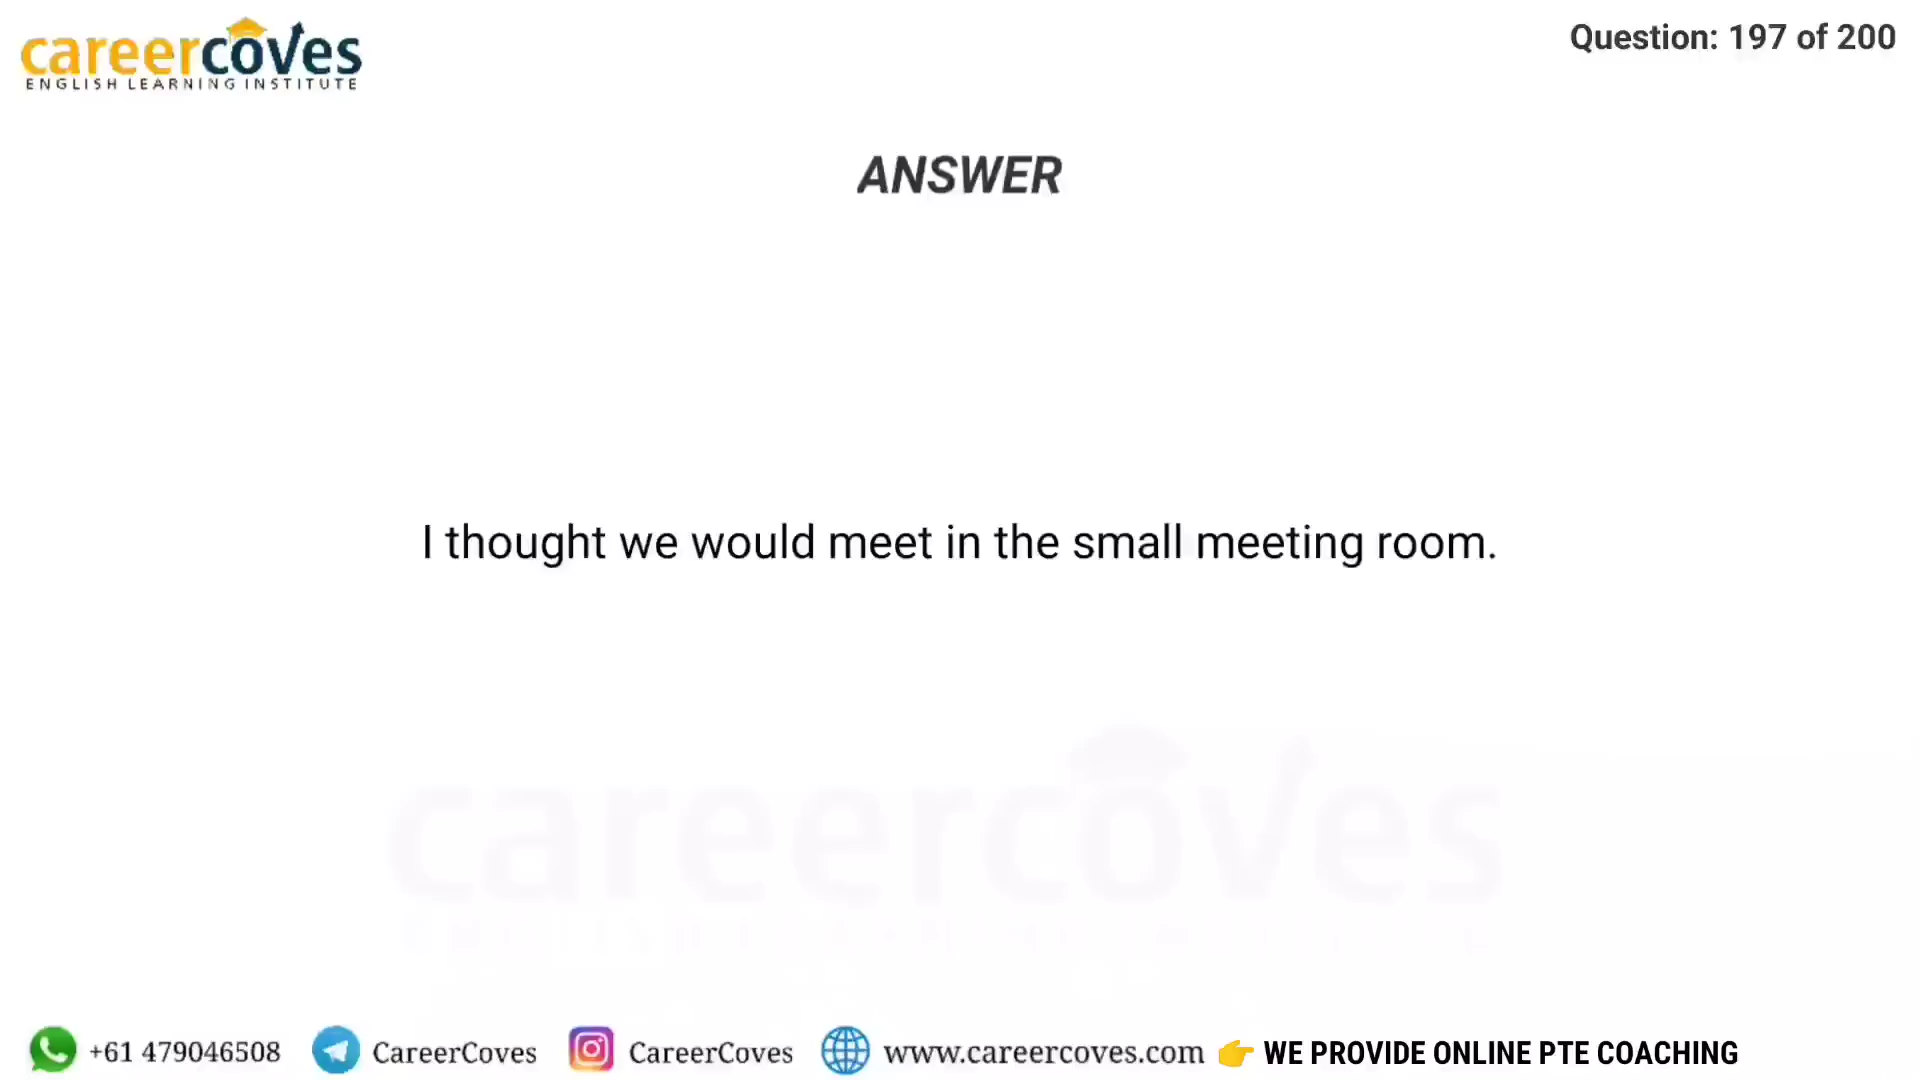 careercoves
ENGLISH LEARNING INSTITUTE
Question: 197 of 200
ANSWER
I thought we would meet in the small meeting room.
careercoves
+61 479046508 CareerCoves CareerCoves www.careercoves.com 👉 WE PROVIDE ONLINE PTE COACHING